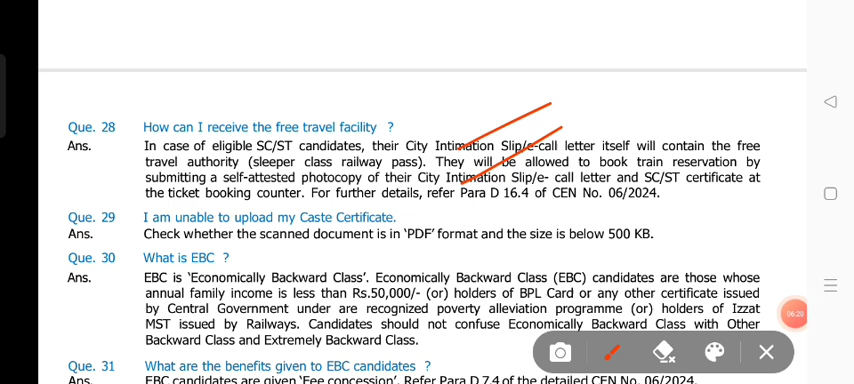 Que. 28 How can I receive the free travel facility ?
Ans. In case of eligible SC/ST candidates, their City Intimation Slip/e-call letter itself will contain the free
travel authority (sleeper class railway pass). They will be allowed to book train reservation by
submitting a self-attested photocopy of their City Intimation Slip/e- call letter and SC/ST certificate at
the ticket booking counter. For further details, refer Para D 16.4 of CEN No. 06/2024.
Que. 29 I am unable to upload my Caste Certificate.
Ans. Check whether the scanned document is in 'PDF' format and the size is below 500 KB.
Que. 30 What is EBC ?
Ans. EBC is 'Economically Backward Class'. Economically Backward Class (EBC) candidates are those whose
annual family income is less than Rs.50,000/- (or) holders of BPL Card or any other certificate issued
by Central Government under are recognized poverty alleviation programme (or) holders of Izzat
MST issued by Railways. Candidates should not confuse Economically Backward Class with Other
Backward Class and Extremely Backward Class.
06:20
Que. 31 What are the benefits given to EBC candidates ?
Ans. EBC candidates are given 'Fee concession'. Refer Para D 7.4 of the detailed CEN No. 06/2024.